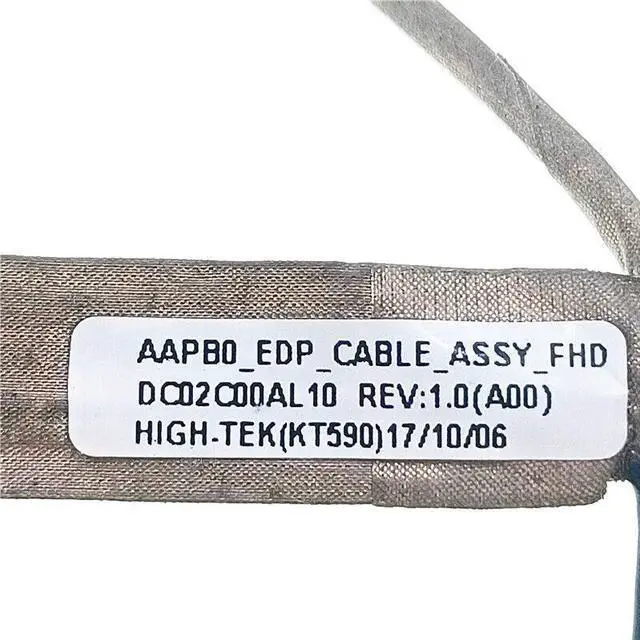 AAPB0_EDP_CABLE_ASSY_FHD
DC02C00AL10 REV:1.0(A00)
HIGH-TEK(KT590)17/10/06